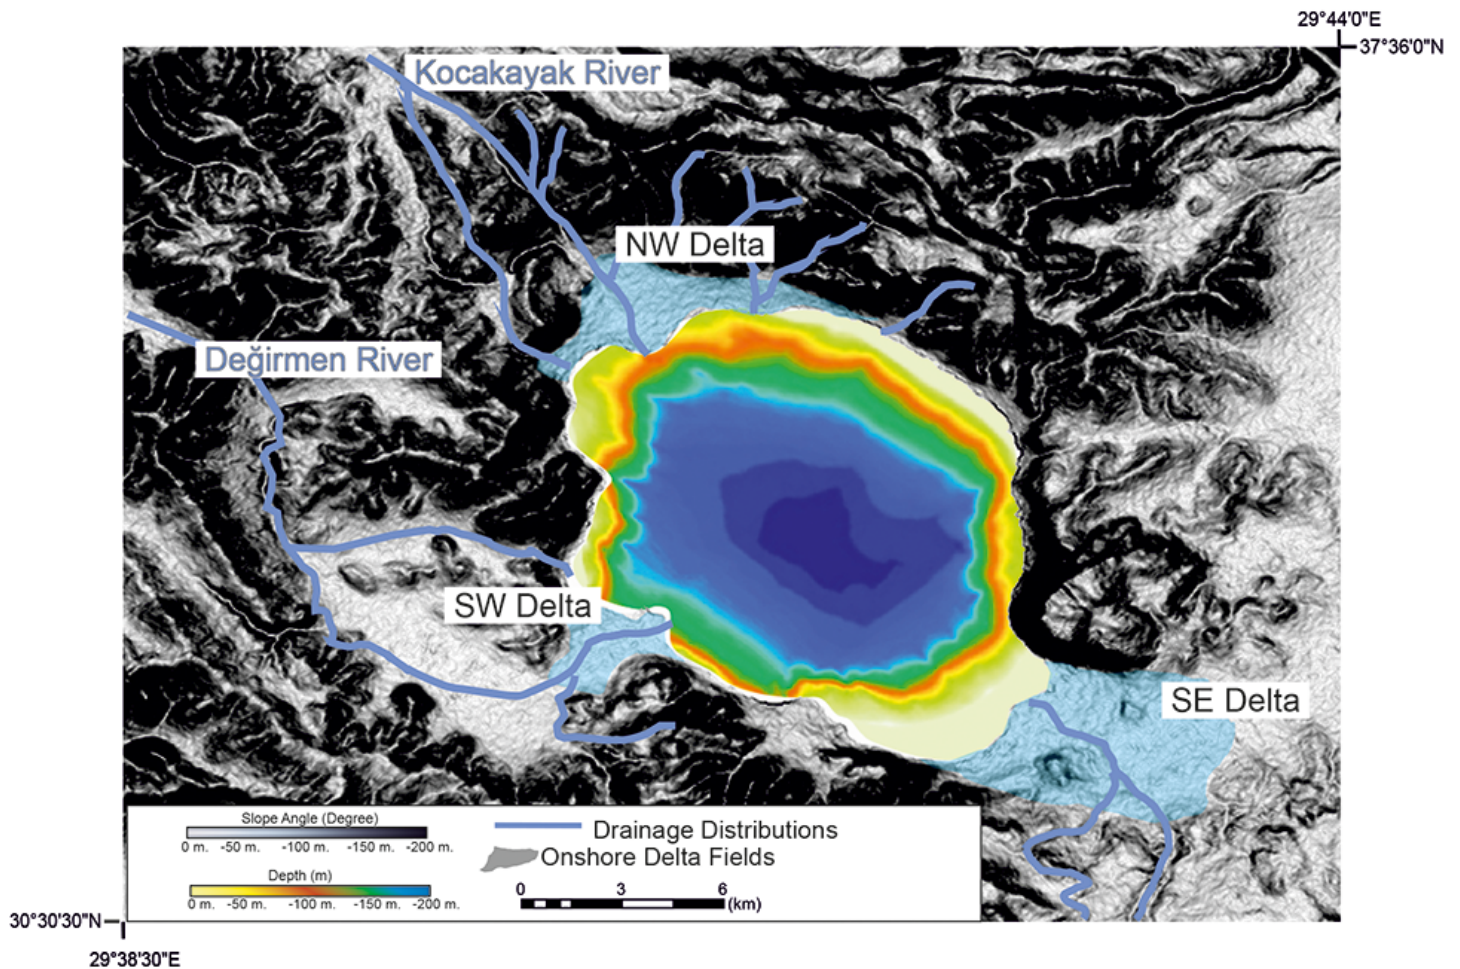 29°44'0"E
37°36'0"N
Kocakayak River
NW Delta
Değirmen River
SW Delta
SE Delta
Slope Angle (Degree)
0 m. -50 m. -100 m. -150 m. -200 m.
Depth (m)
0 m. -50 m. -100 m. -150 m. -200 m.
Drainage Distributions
Onshore Delta Fields
0 3 6
(km)
30°30'30"N
29°38'30"E